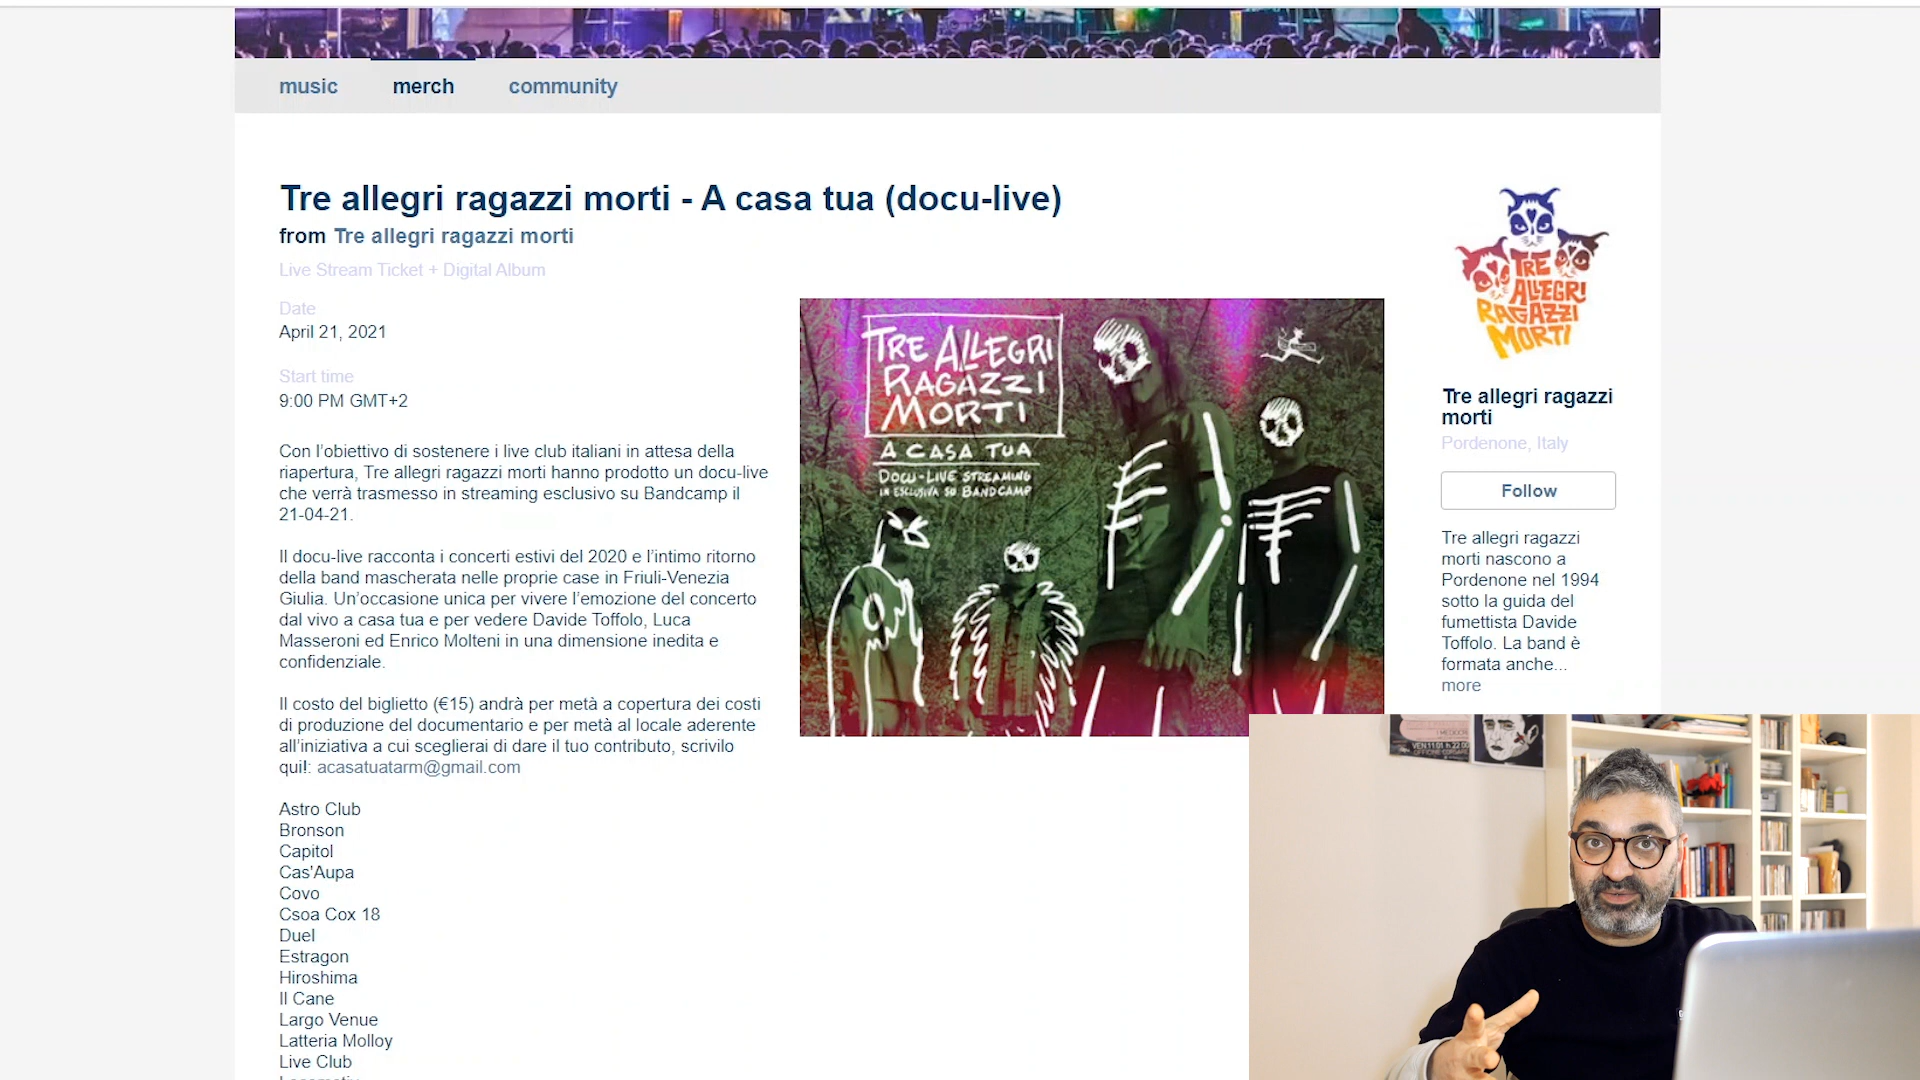 music
merch
community
Tre allegri ragazzi morti - A casa tua (docu-live)
from Tre allegri ragazzi morti
Live Stream Ticket + Digital Album
Date
April 21, 2021
Start time
9:00 PM GMT+2
Con l’obiettivo di sostenere i live club italiani in attesa della
riapertura, Tre allegri ragazzi morti hanno prodotto un docu-live
che verrà trasmesso in streaming esclusivo su Bandcamp il
21-04-21.
Il docu-live racconta i concerti estivi del 2020 e l’intimo ritorno
della band mascherata nelle proprie case in Friuli-Venezia
Giulia. Un’occasione unica per vivere l’emozione del concerto
dal vivo a casa tua e per vedere Davide Toffolo, Luca
Masseroni ed Enrico Molteni in una dimensione inedita e
confidenziale.
Il costo del biglietto (€15) andrà per metà a copertura dei costi
di produzione del documentario e per metà al locale aderente
all’iniziativa a cui sceglierai di dare il tuo contributo, scrivilo
qui!: acasatuatarm@gmail.com
Astro Club
Bronson
Capitol
Cas'Aupa
Covo
Csoa Cox 18
Duel
Estragon
Hiroshima
Il Cane
Largo Venue
Latteria Molloy
Live Club
TRE ALLEGRI
RAGAZZI
MORTI
A CASA TUA
DOCU-LIVE STREAMING
IN ESCLUSIVA SU BANDCAMP
TRE
ALLEGRI
RAGAZZI
MORTI
Tre allegri ragazzi
morti
Pordenone, Italy
Follow
Tre allegri ragazzi
morti nascono a
Pordenone nel 1994
sotto la guida del
fumettista Davide
Toffolo. La band è
formata anche...
more
I MEDIOCRI
VEN.11.01 h 22.00